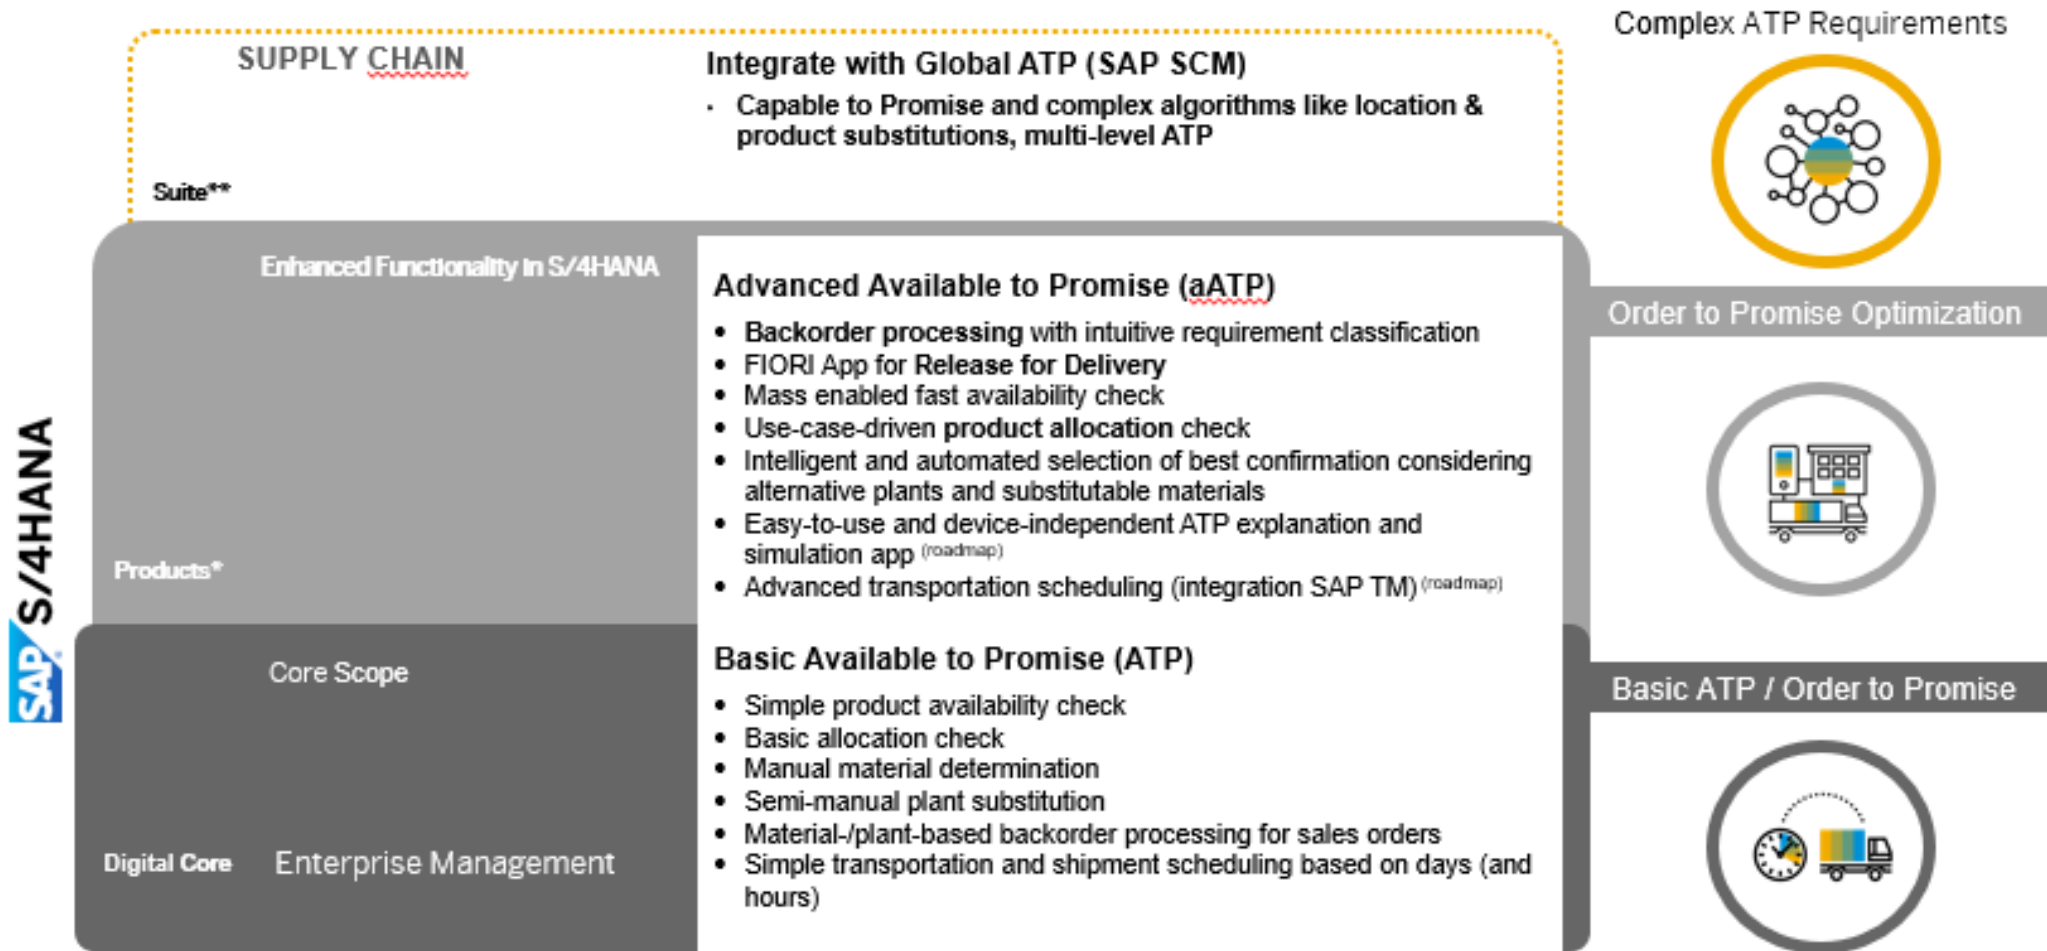 Complex ATP Requirements
SUPPLY CHAIN
Integrate with Global ATP (SAP SCM)
· Capable to Promise and complex algorithms like location &
product substitutions, multi-level ATP
Suite**
Enhanced Functionality in S/4HANA
Advanced Available to Promise (aATP)
Order to Promise Optimization
• Backorder processing with intuitive requirement classification
• FIORI App for Release for Delivery
• Mass enabled fast availability check
• Use-case-driven product allocation check
• Intelligent and automated selection of best confirmation considering
alternative plants and substitutable materials
• Easy-to-use and device-independent ATP explanation and
simulation app (roadmap)
• Advanced transportation scheduling (integration SAP TM) (roadmap)
Products*
SAP S/4HANA
Core Scope
Basic Available to Promise (ATP)
Basic ATP / Order to Promise
• Simple product availability check
• Basic allocation check
• Manual material determination
• Semi-manual plant substitution
• Material-/plant-based backorder processing for sales orders
• Simple transportation and shipment scheduling based on days (and
hours)
Digital Core
Enterprise Management